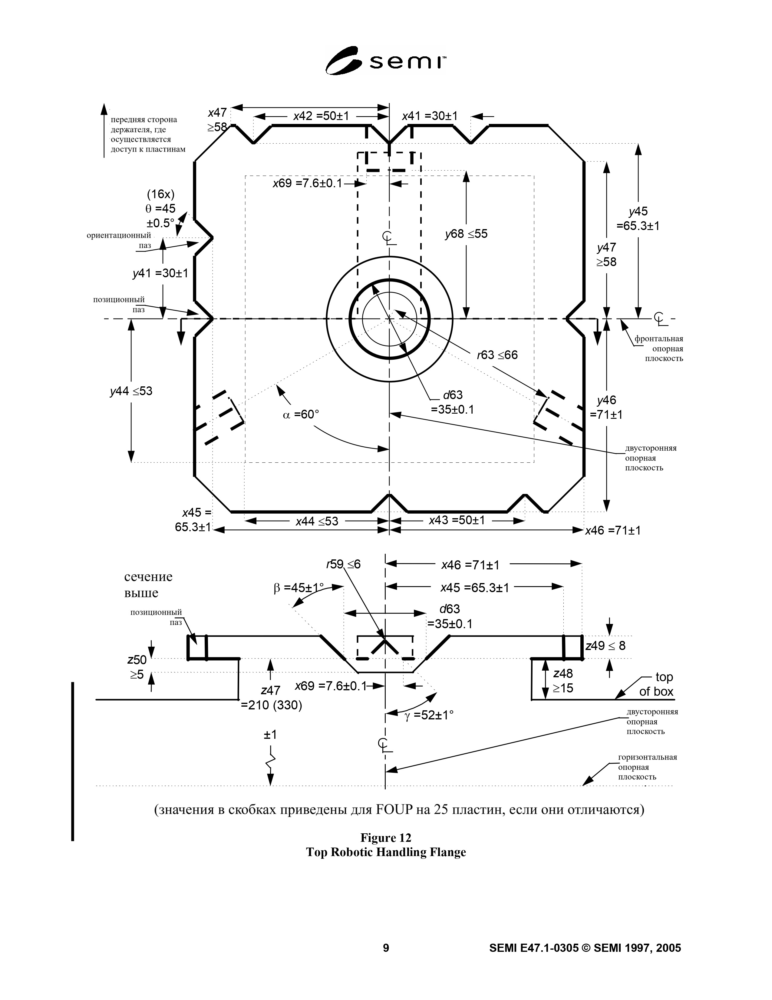 semi™
x47
≥58
x42 =50±1
x41 =30±1
передняя сторона
держателя, где
осуществляется
доступ к пластинам
x69 =7.6±0.1
(16x)
θ =45
±0.5°
y45
=65.3±1
ориентационный
паз
y68 ≤55
y47
≥58
y41 =30±1
позиционный
паз
фронтальная
опорная
плоскость
r63 ≤66
y44 ≤53
d63
=35±0.1
y46
=71±1
α =60°
двусторонняя
опорная
плоскость
x45 =
65.3±1
x44 ≤53
x43 =50±1
x46 =71±1
r59 ≤6
x46 =71±1
сечение
выше
β =45±1°
x45 =65.3±1
позиционный
паз
d63
=35±0.1
z49 ≤ 8
z50
≥5
z47
=210 (330)
x69 =7.6±0.1
z48
≥15
top
of box
γ =52±1°
двусторонняя
опорная
плоскость
±1
горизонтальная
опорная
плоскость
(значения в скобках приведены для FOUP на 25 пластин, если они отличаются)
Figure 12
Top Robotic Handling Flange
9
SEMI E47.1-0305 © SEMI 1997, 2005